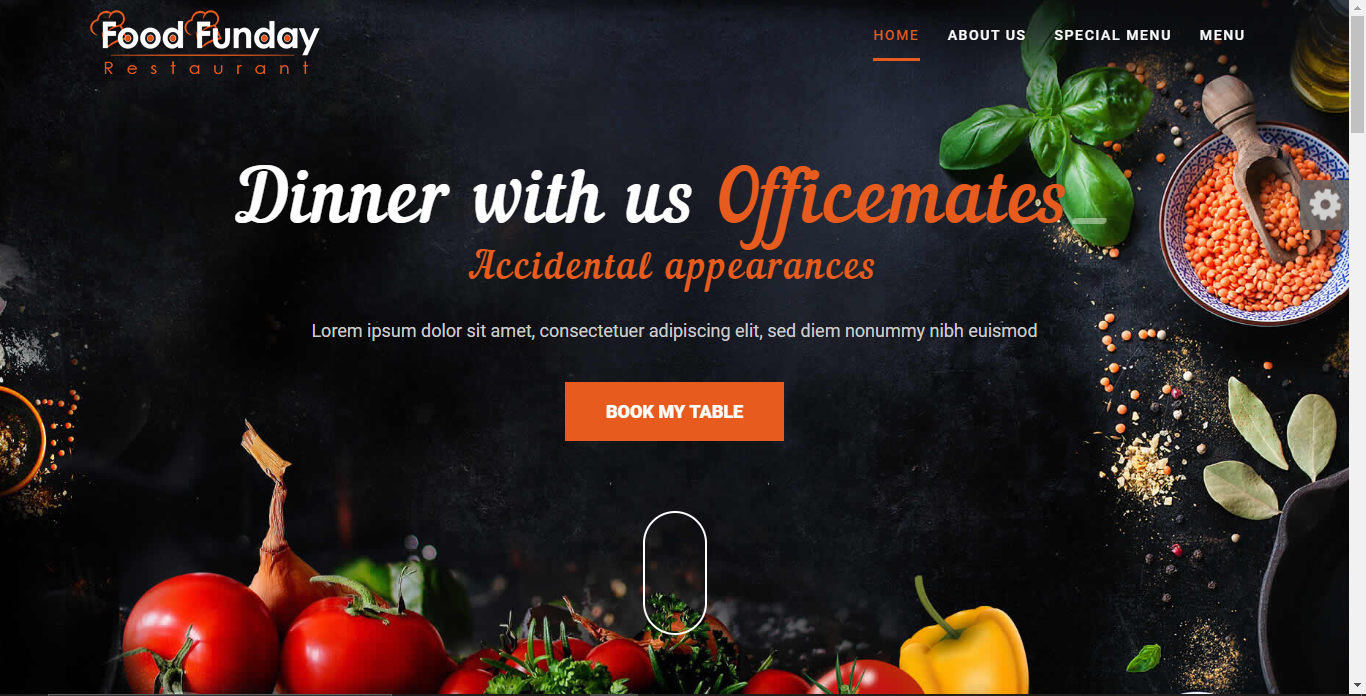 Food Funday
Restaurant
HOME ABOUT US SPECIAL MENU MENU
Dinner with us Officemates_
Accidental appearances
Lorem ipsum dolor sit amet, consectetuer adipiscing elit, sed diem nonummy nibh euismod
BOOK MY TABLE